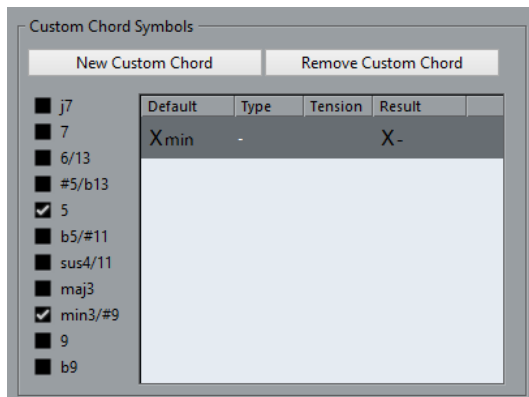 Custom Chord Symbols
New Custom Chord Remove Custom Chord
j7
7
6/13
#5/b13
5
b5/#11
sus4/11
maj3
min3/#9
9
b9
Default Type Tension Result
Xmin - X-